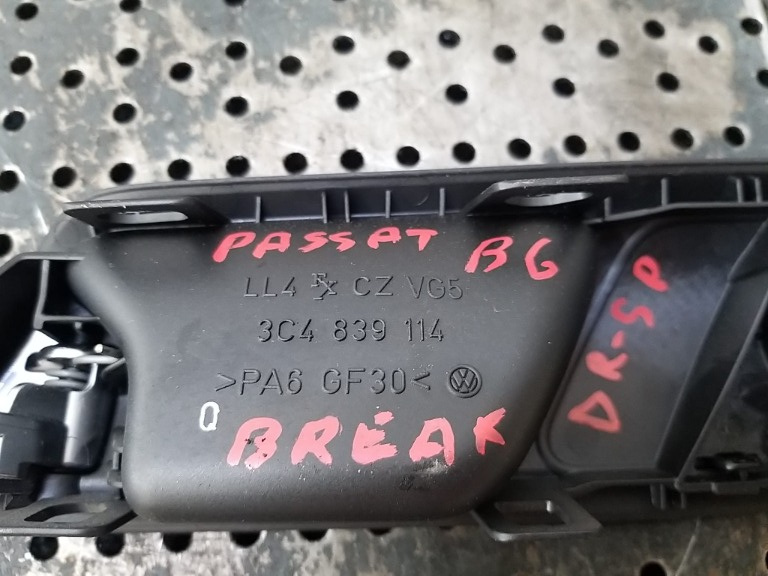 PASSAT B6
LL4 CZ VG5
3C4 839 114
>PA6 GF30<
Q
BREAK
DR-SP